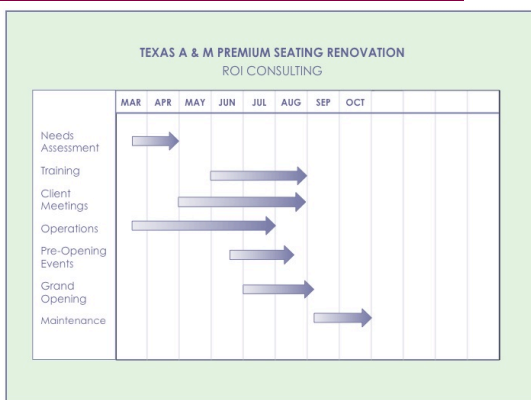 TEXAS A & M PREMIUM SEATING RENOVATION
ROI CONSULTING
MAR APR MAY JUN JUL AUG SEP OCT
Needs
Assessment
Training
Client
Meetings
Operations
Pre-Opening
Events
Grand
Opening
Maintenance